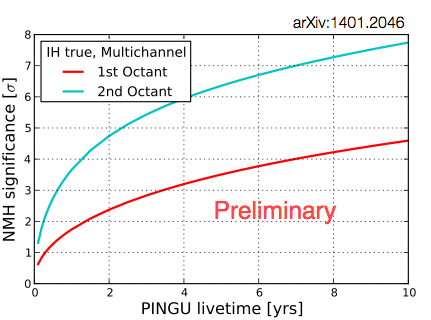 arXiv:1401.2046
8
7
6
5
4
3
2
1
0
NMH significance [σ]
IH true, Multichannel
1st Octant
2nd Octant
Preliminary
0 2 4 6 8 10
PINGU livetime [yrs]